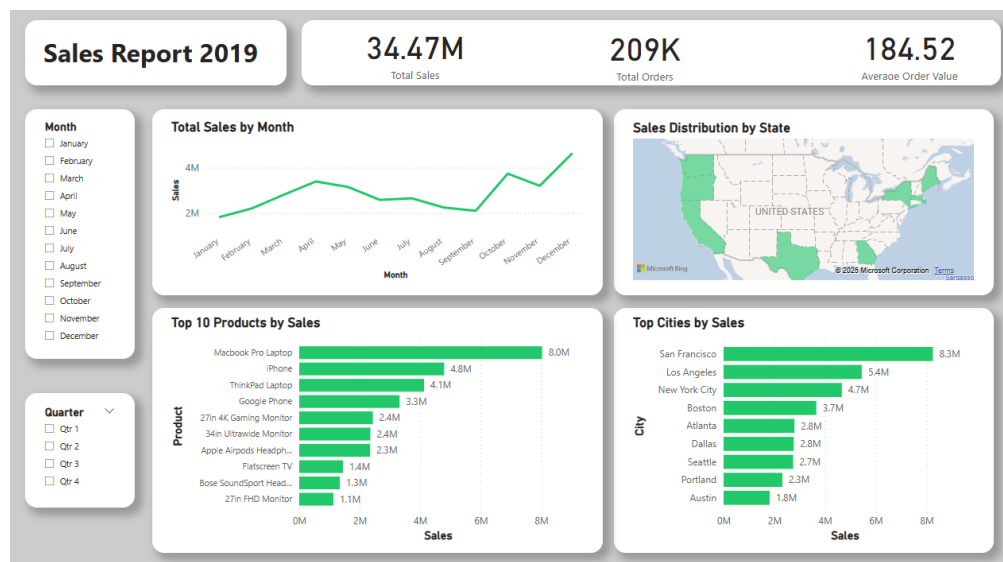 Sales Report 2019
34.47M
Total Sales
209K
Total Orders
184.52
Average Order Value
Month
January
February
March
April
May
June
July
August
September
October
November
December
Quarter
Qtr 1
Qtr 2
Qtr 3
Qtr 4
Total Sales by Month
Sales
4M
2M
January
February
March
April
May
June
July
August
September
October
November
December
Month
Sales Distribution by State
UNITED STATES
Microsoft Bing
© 2025 Microsoft Corporation Terms
Sargasso
Top 10 Products by Sales
Product
Macbook Pro Laptop 8.0M
iPhone 4.8M
ThinkPad Laptop 4.1M
Google Phone 3.3M
27in 4K Gaming Monitor 2.4M
34in Ultrawide Monitor 2.4M
Apple Airpods Headph... 2.3M
Flatscreen TV 1.4M
Bose SoundSport Head... 1.3M
27in FHD Monitor 1.1M
0M 2M 4M 6M 8M
Sales
Top Cities by Sales
City
San Francisco 8.3M
Los Angeles 5.4M
New York City 4.7M
Boston 3.7M
Atlanta 2.8M
Dallas 2.8M
Seattle 2.7M
Portland 2.3M
Austin 1.8M
0M 2M 4M 6M 8M
Sales